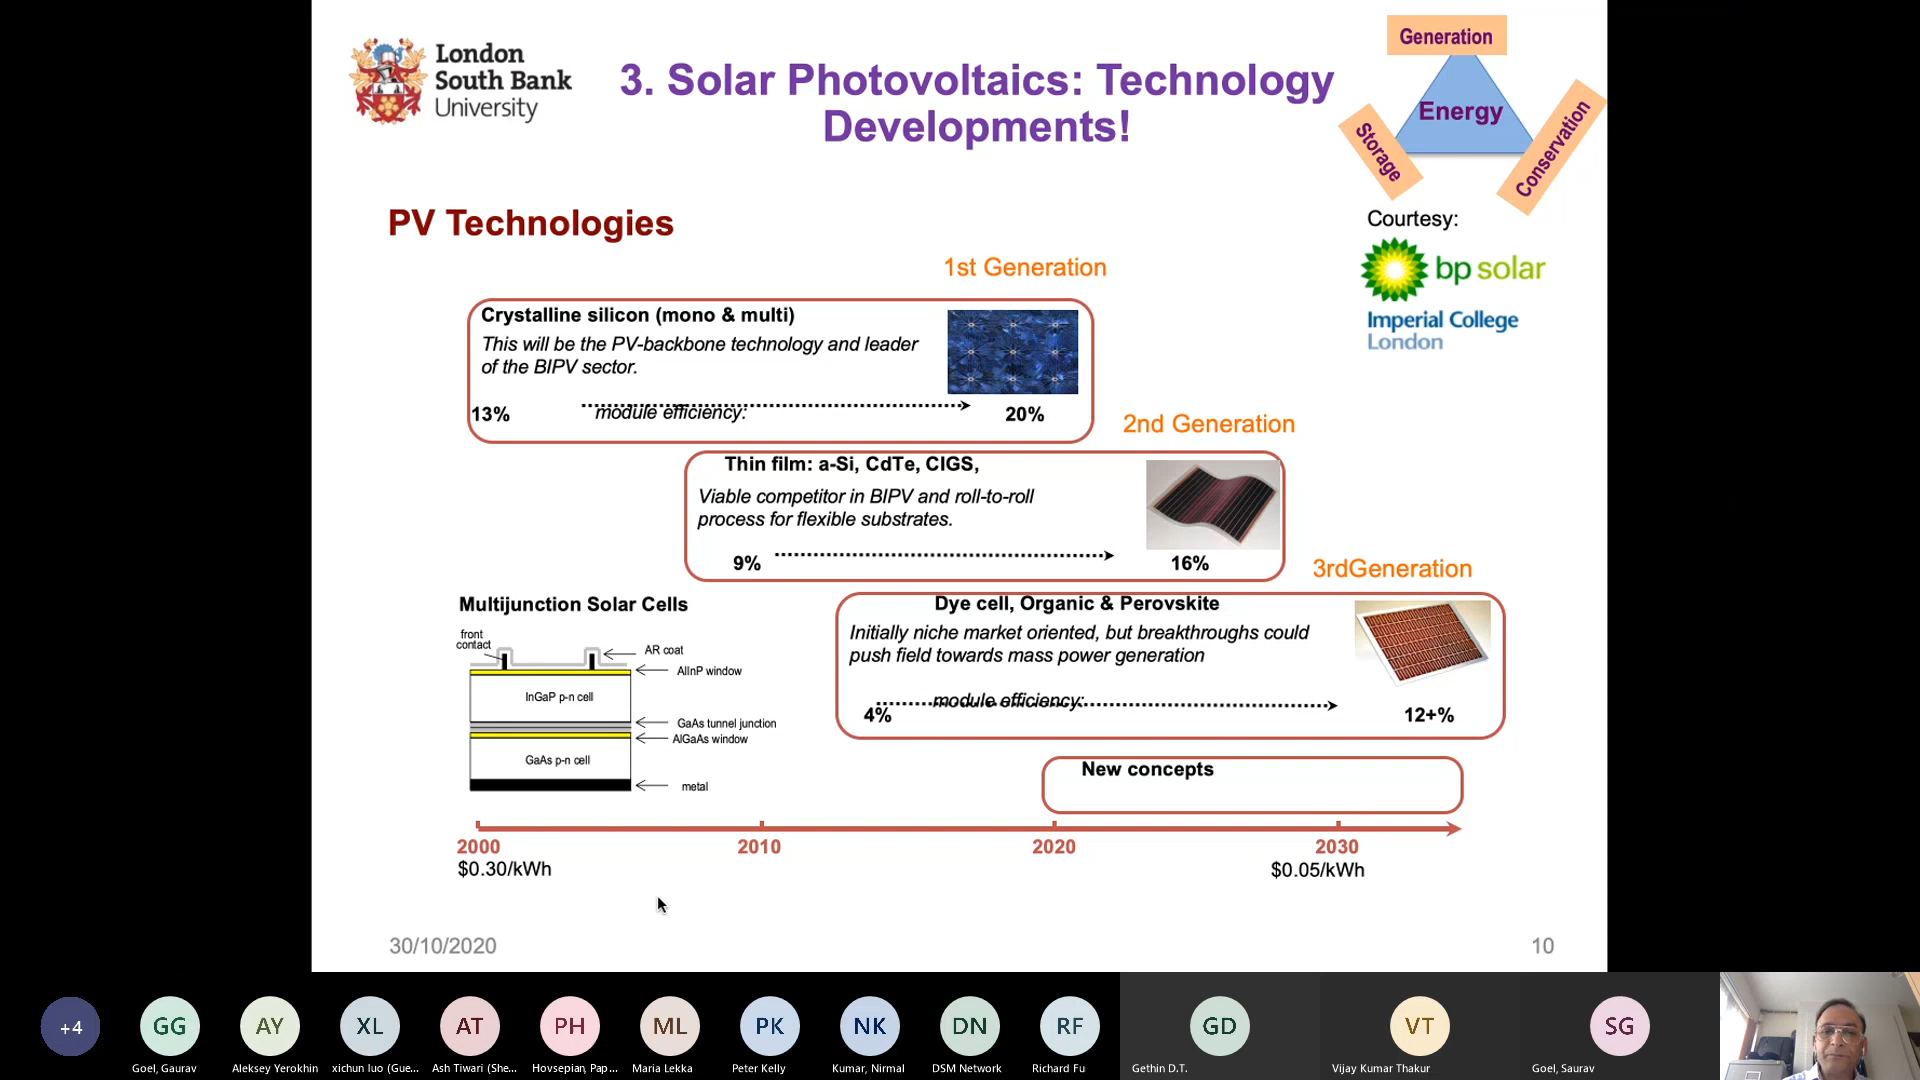 London
South Bank
University
3. Solar Photovoltaics: Technology
Developments!
Generation
Energy
Storage
Conservation
Courtesy:
bp solar
Imperial College
London
PV Technologies
1st Generation
Crystalline silicon (mono & multi)
This will be the PV-backbone technology and leader
of the BIPV sector.
module efficiency:
13%
20%
2nd Generation
Thin film: a-Si, CdTe, CIGS,
Viable competitor in BIPV and roll-to-roll
process for flexible substrates.
9%
16%
3rdGeneration
Dye cell, Organic & Perovskite
Initially niche market oriented, but breakthroughs could
push field towards mass power generation
module efficiency:
4%
12+%
New concepts
Multijunction Solar Cells
front
contact
AR coat
AlInP window
InGaP p-n cell
GaAs tunnel junction
AlGaAs window
GaAs p-n cell
metal
2000
2010
2020
2030
$0.30/kWh
$0.05/kWh
30/10/2020
10
+4
GG
AY
XL
AT
PH
ML
PK
NK
DN
RF
GD
VT
SG
Goel, Gaurav
Aleksey Yerokhin
xichun luo (Gue...
Ash Tiwari (She...
Hovsepian, Pap...
Maria Lekka
Peter Kelly
Kumar, Nirmal
DSM Network
Richard Fu
Gethin D.T.
Vijay Kumar Thakur
Goel, Saurav